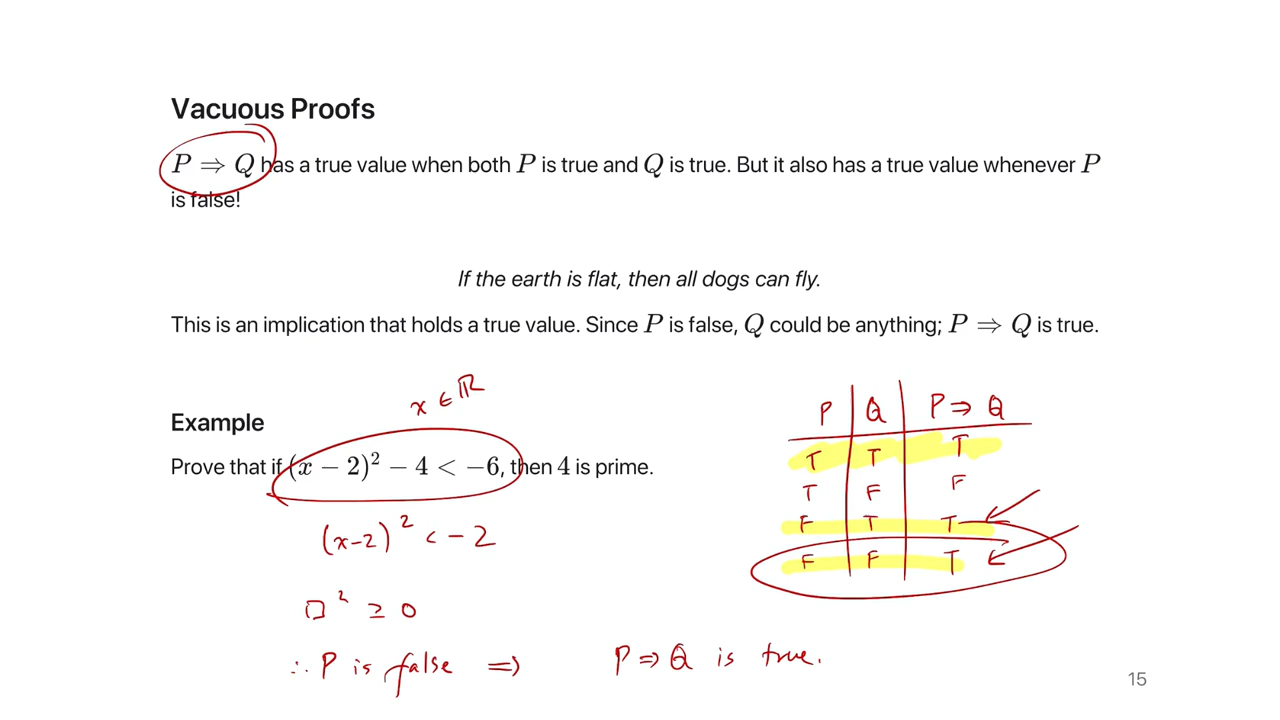 Vacuous Proofs
P ⇒ Q has a true value when both P is true and Q is true. But it also has a true value whenever P
is false!
If the earth is flat, then all dogs can fly.
This is an implication that holds a true value. Since P is false, Q could be anything; P ⇒ Q is true.
x ∈ ℝ
Example
Prove that if (x − 2)² − 4 < −6, then 4 is prime.
(x-2)² < -2
□² ≥ 0
∴ P is false ⇒ P ⇒ Q is true.
P Q P ⇒ Q
T T T
T F F
F T T
F F T
15